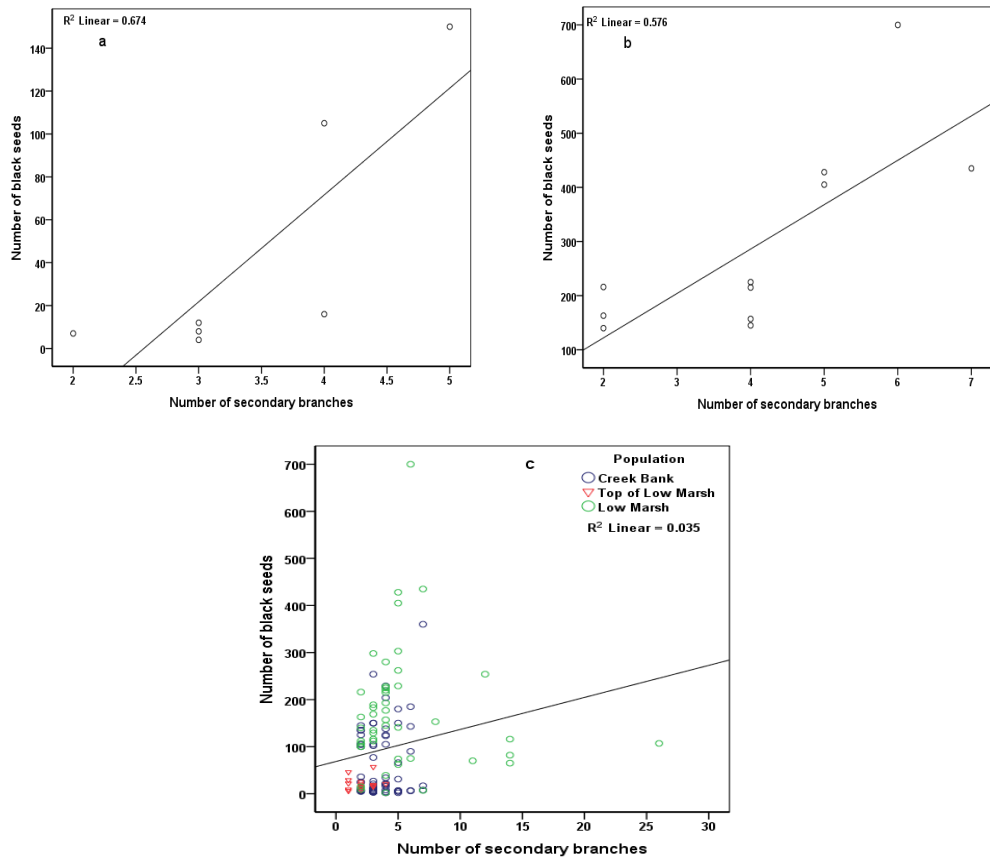 R² Linear = 0.674
a
140
120
100
80
60
40
20
0
Number of black seeds
2 2.5 3 3.5 4 4.5 5
Number of secondary branches
R² Linear = 0.576
b
700
600
500
400
300
200
100
Number of black seeds
2 3 4 5 6 7
Number of secondary branches
c
Population
Creek Bank
Top of Low Marsh
Low Marsh
R² Linear = 0.035
700
600
500
400
300
200
100
0
Number of black seeds
0 5 10 15 20 25 30
Number of secondary branches